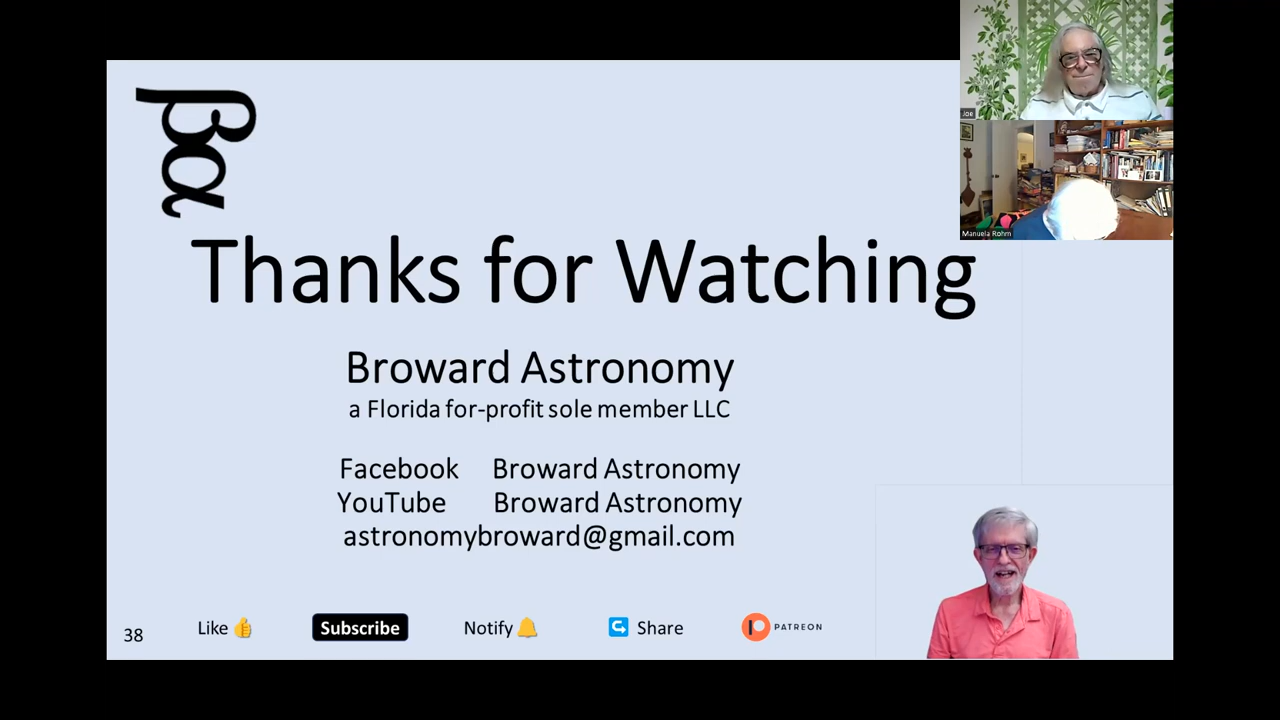 βα
Joe
Manuela Rohm
Thanks for Watching
Broward Astronomy
a Florida for-profit sole member LLC
Facebook Broward Astronomy
YouTube Broward Astronomy
astronomybroward@gmail.com
38 Like Subscribe Notify Share PATREON